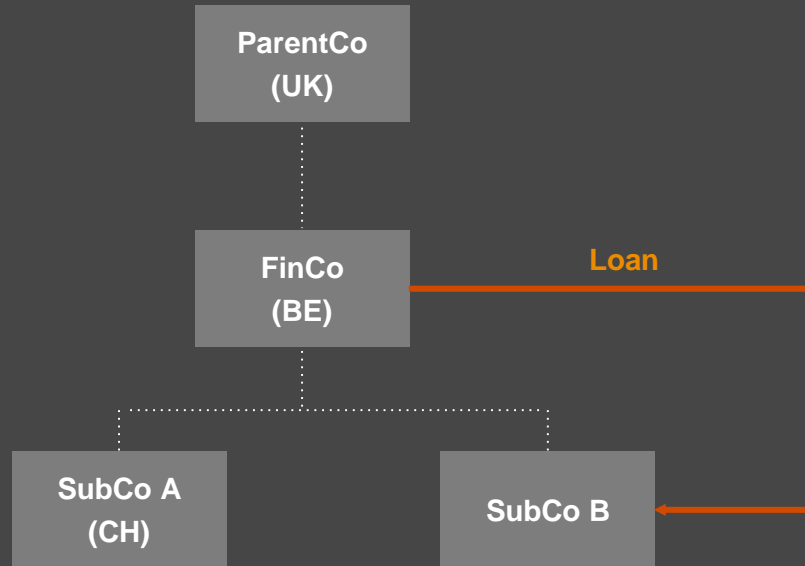 ParentCo
(UK)
FinCo
(BE)
Loan
SubCo A
(CH)
SubCo B